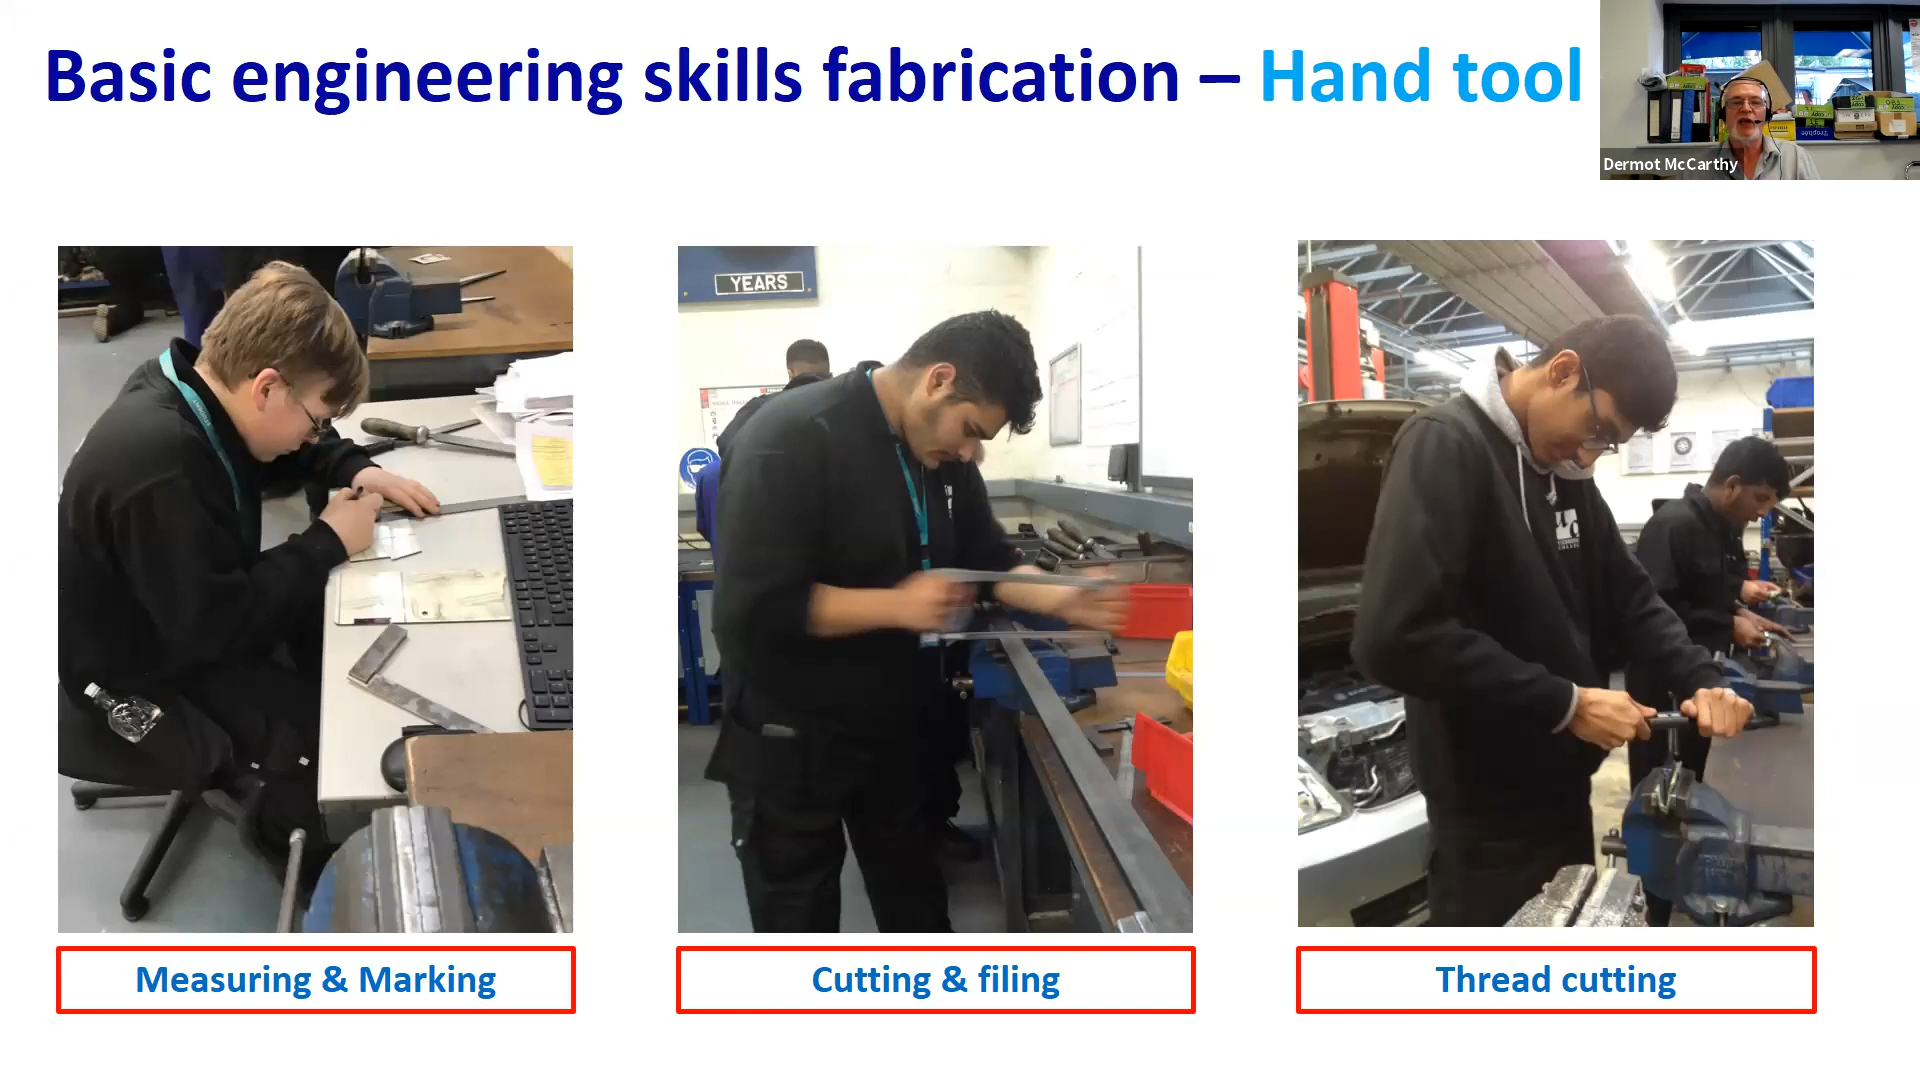 Basic engineering skills fabrication – Hand tool
Dermot McCarthy
YEARS
Measuring & Marking
Cutting & filing
Thread cutting